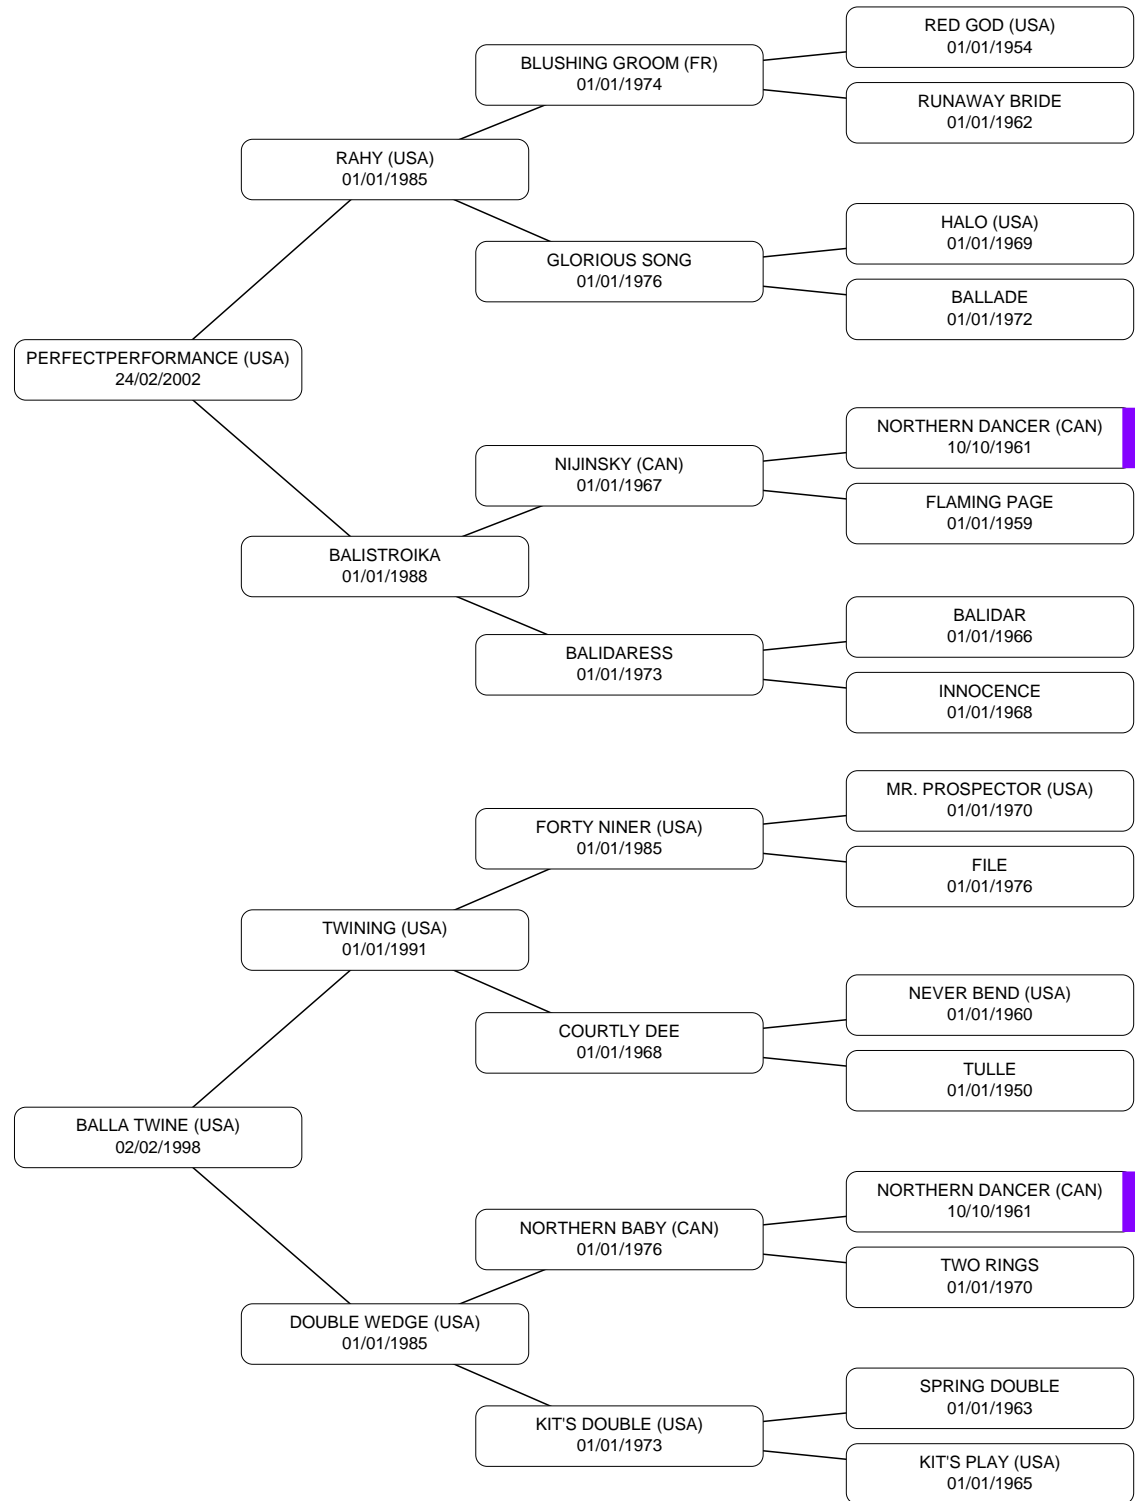 RED GOD (USA)
01/01/1954
BLUSHING GROOM (FR)
01/01/1974
RUNAWAY BRIDE
01/01/1962
RAHY (USA)
01/01/1985
HALO (USA)
01/01/1969
GLORIOUS SONG
01/01/1976
BALLADE
01/01/1972
PERFECTPERFORMANCE (USA)
24/02/2002
NORTHERN DANCER (CAN)
10/10/1961
NIJINSKY (CAN)
01/01/1967
FLAMING PAGE
01/01/1959
BALISTROIKA
01/01/1988
BALIDAR
01/01/1966
BALIDARESS
01/01/1973
INNOCENCE
01/01/1968
MR. PROSPECTOR (USA)
01/01/1970
FORTY NINER (USA)
01/01/1985
FILE
01/01/1976
TWINING (USA)
01/01/1991
NEVER BEND (USA)
01/01/1960
COURTLY DEE
01/01/1968
TULLE
01/01/1950
BALLA TWINE (USA)
02/02/1998
NORTHERN DANCER (CAN)
10/10/1961
NORTHERN BABY (CAN)
01/01/1976
TWO RINGS
01/01/1970
DOUBLE WEDGE (USA)
01/01/1985
SPRING DOUBLE
01/01/1963
KIT'S DOUBLE (USA)
01/01/1973
KIT'S PLAY (USA)
01/01/1965